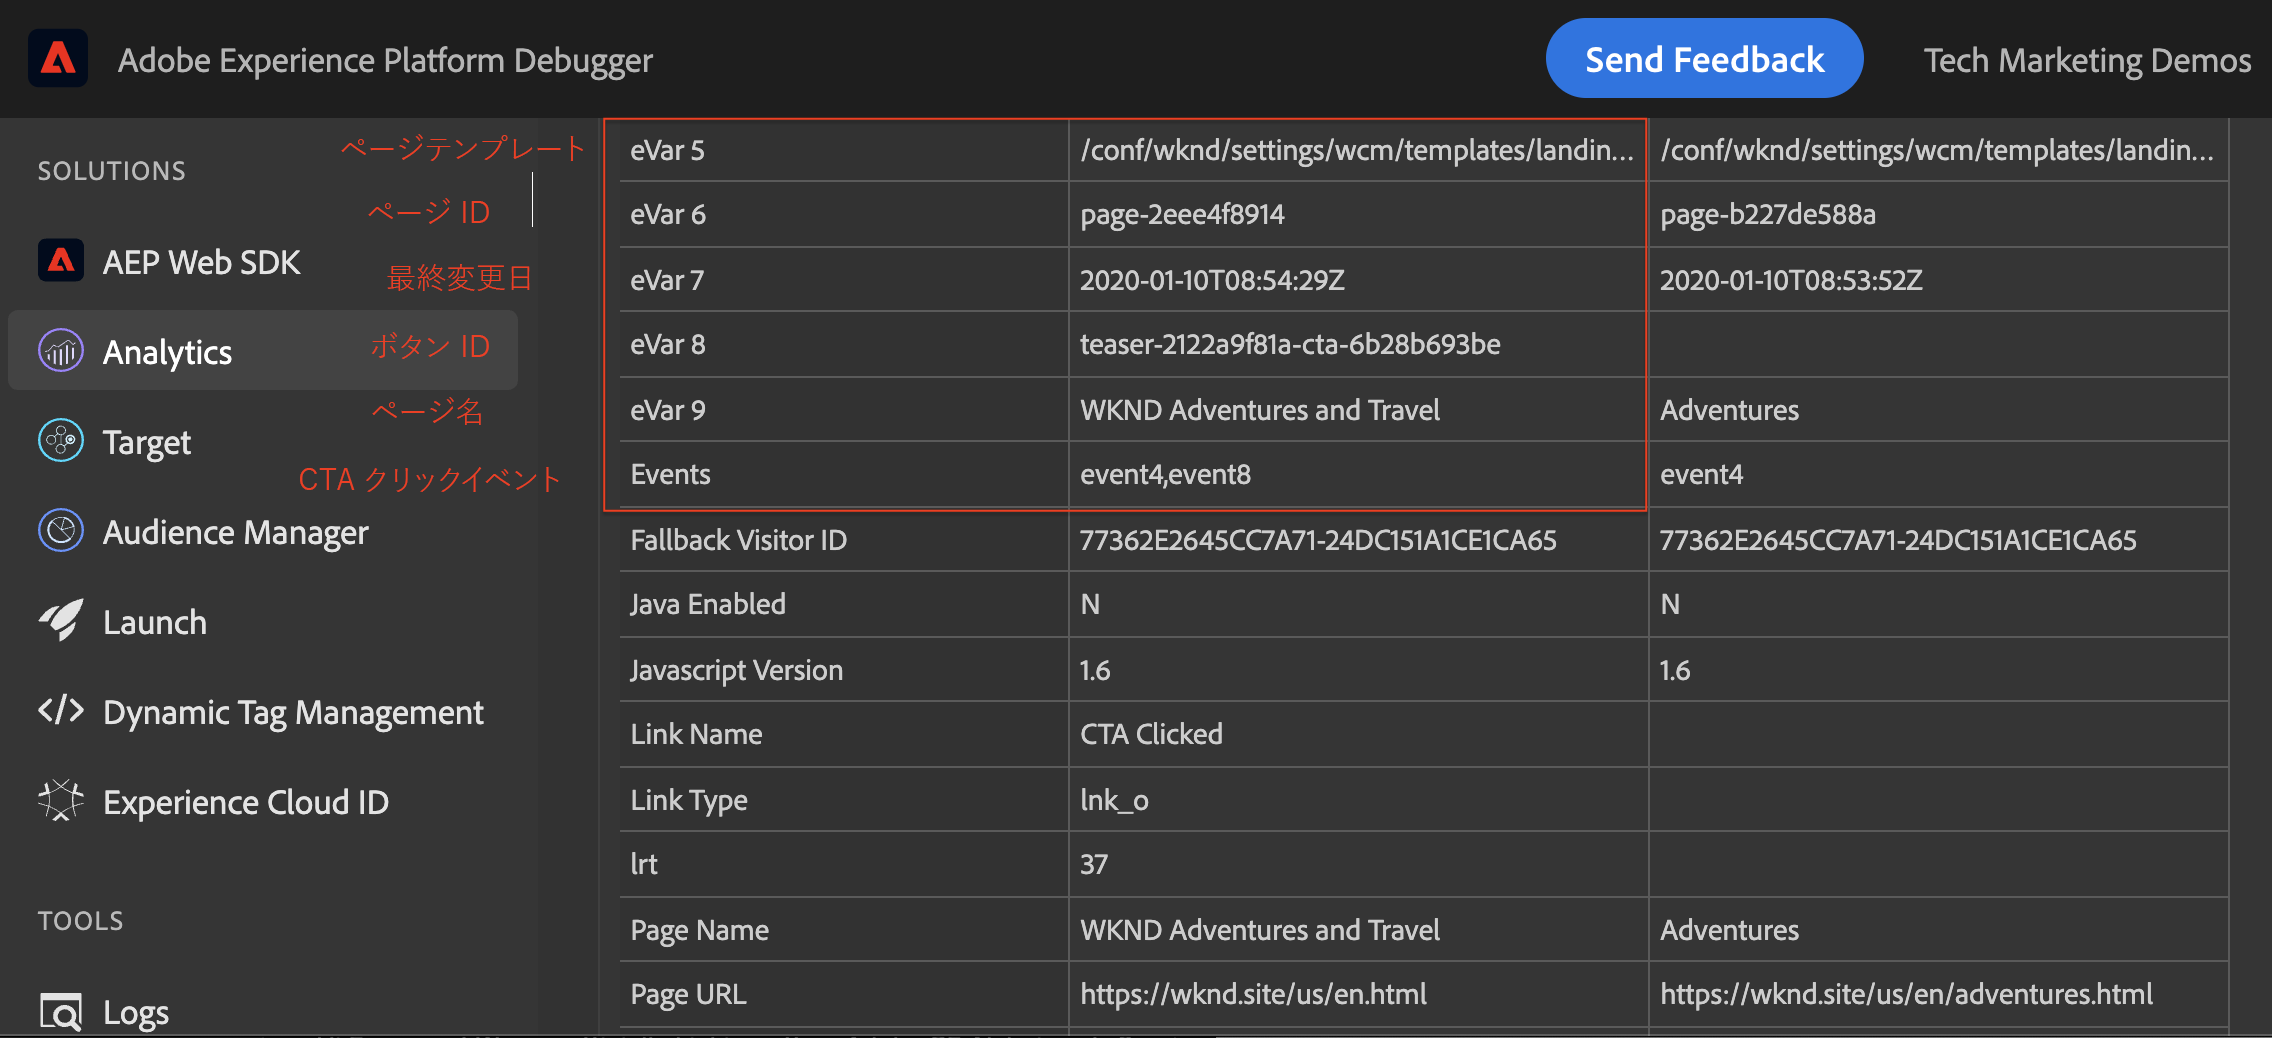 Adobe Experience Platform Debugger
Send Feedback
Tech Marketing Demos
SOLUTIONS
AEP Web SDK
Analytics
Target
Audience Manager
Launch
</> Dynamic Tag Management
Experience Cloud ID
TOOLS
Logs
ページテンプレート
ページ ID
最終変更日
ボタン ID
ページ名
CTA クリックイベント
eVar 5 /conf/wknd/settings/wcm/templates/landin... /conf/wknd/settings/wcm/templates/landin...
eVar 6 page-2eee4f8914 page-b227de588a
eVar 7 2020-01-10T08:54:29Z 2020-01-10T08:53:52Z
eVar 8 teaser-2122a9f81a-cta-6b28b693be
eVar 9 WKND Adventures and Travel Adventures
Events event4,event8 event4
Fallback Visitor ID 77362E2645CC7A71-24DC151A1CE1CA65 77362E2645CC7A71-24DC151A1CE1CA65
Java Enabled N N
Javascript Version 1.6 1.6
Link Name CTA Clicked
Link Type lnk_o
lrt 37
Page Name WKND Adventures and Travel Adventures
Page URL https://wknd.site/us/en.html https://wknd.site/us/en/adventures.html